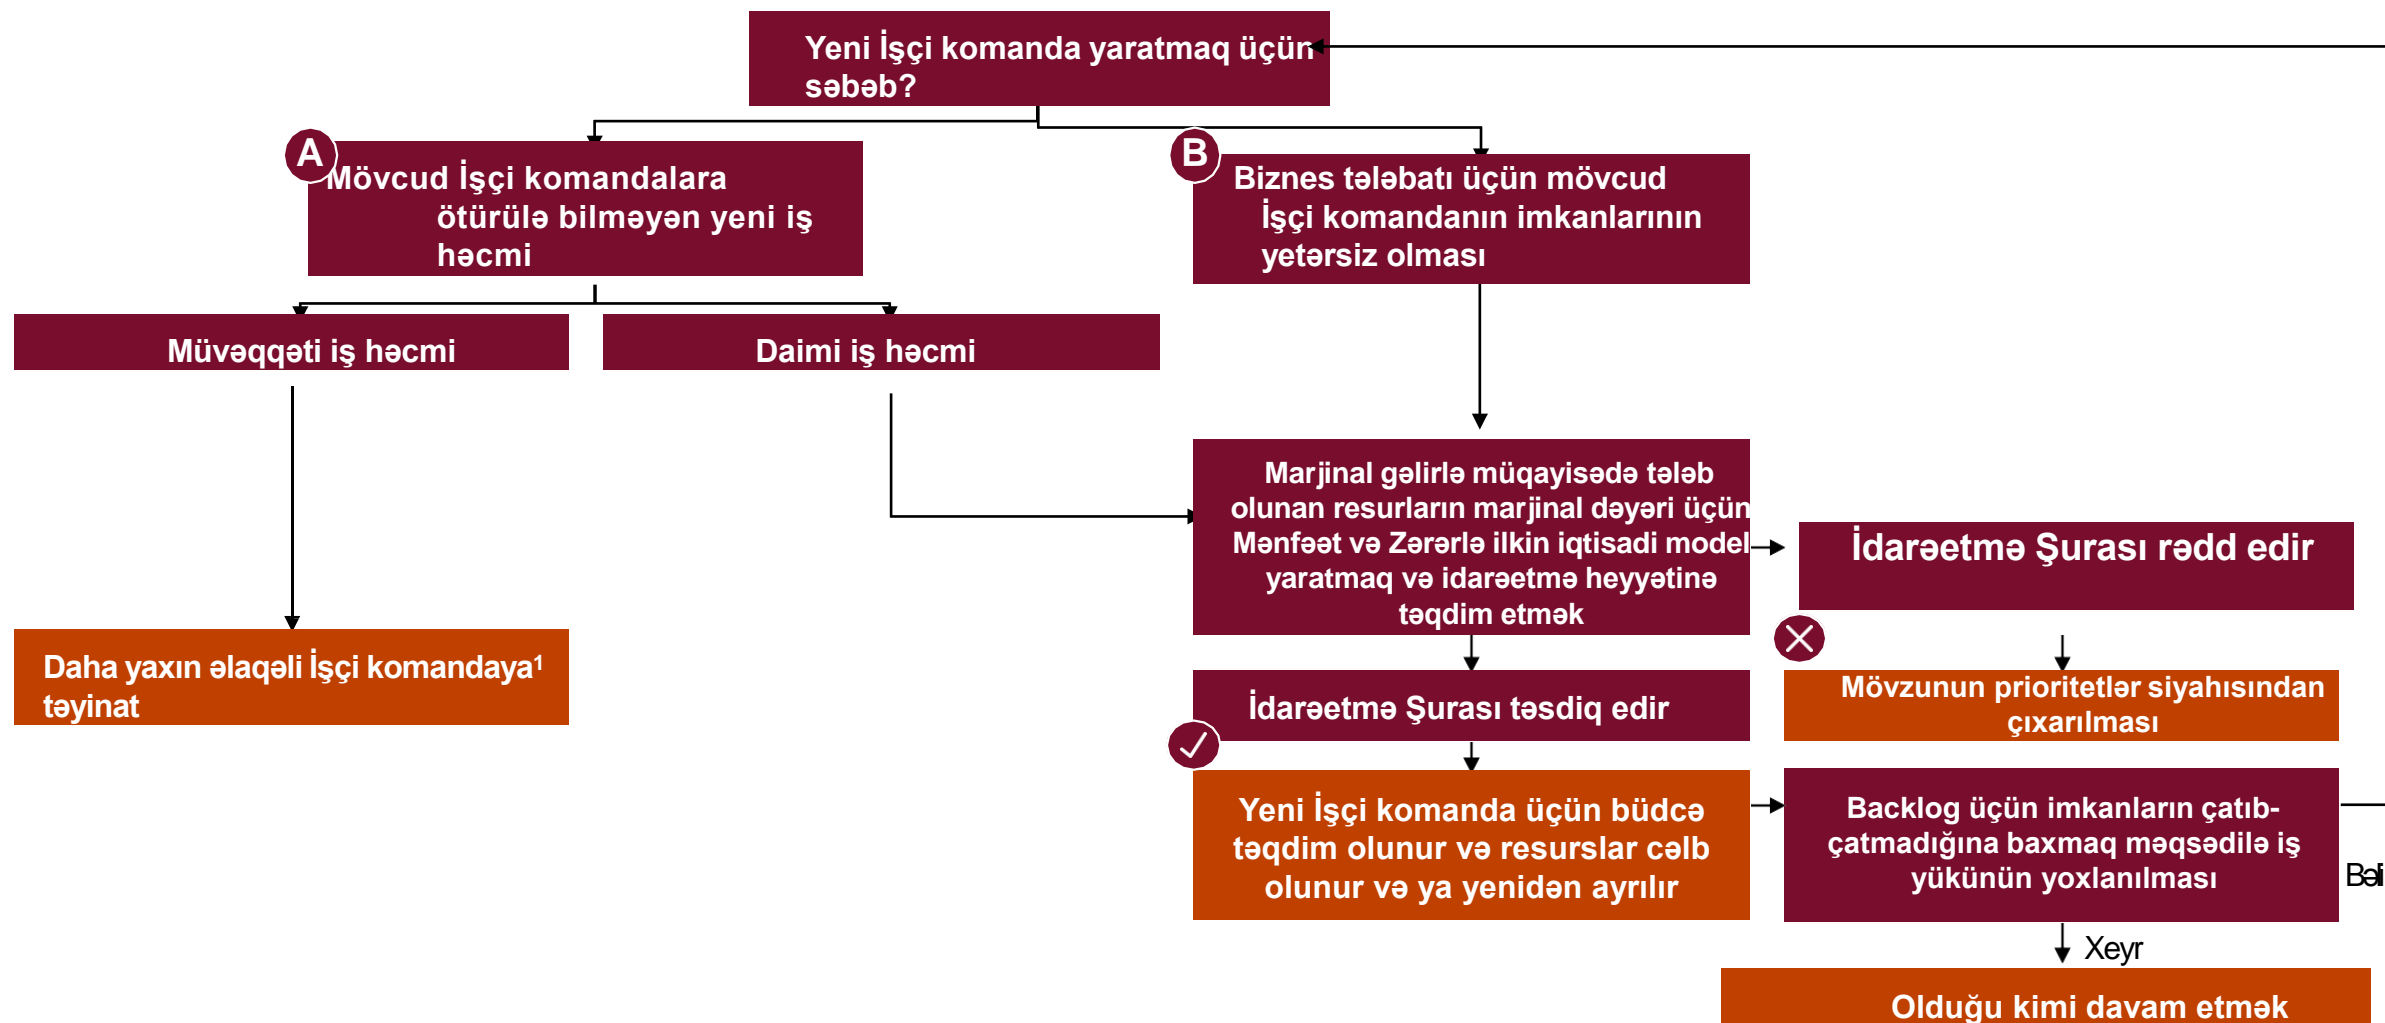 Yeni İşçi komanda yaratmaq üçün
səbəb?
A
Mövcud İşçi komandalara
ötürülə bilməyən yeni iş
həcmi
B
Biznes tələbatı üçün mövcud
İşçi komandanın imkanlarının
yetərsiz olması
Müvəqqəti iş həcmi
Daimi iş həcmi
Marjinal gəlirlə müqayisədə tələb
olunan resurların marjinal dəyəri üçün
Mənfəət və Zərərlə ilkin iqtisadi model
yaratmaq və idarəetmə heyyətinə
təqdim etmək
İdarəetmə Şurası rədd edir
Daha yaxın əlaqəli İşçi komandaya¹
təyinat
İdarəetmə Şurası təsdiq edir
Mövzunun prioritetlər siyahısından
çıxarılması
Yeni İşçi komanda üçün büdcə
təqdim olunur və resurslar cəlb
olunur və ya yenidən ayrılır
Backlog üçün imkanların çatıb-
çatmadığına baxmaq məqsədilə iş
yükünün yoxlanılması
Bəli
Xeyr
Olduğu kimi davam etmək